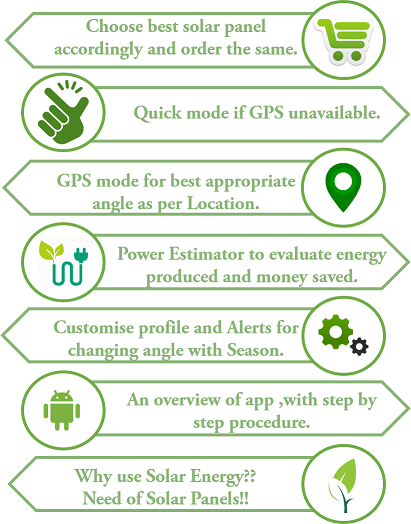 Choose best solar panel
accordingly and order the same.
Quick mode if GPS unavailable.
GPS mode for best appropriate
angle as per Location.
Power Estimator to evaluate energy
produced and money saved.
Customise profile and Alerts for
changing angle with Season.
An overview of app ,with step by
step procedure.
Why use Solar Energy??
Need of Solar Panels!!